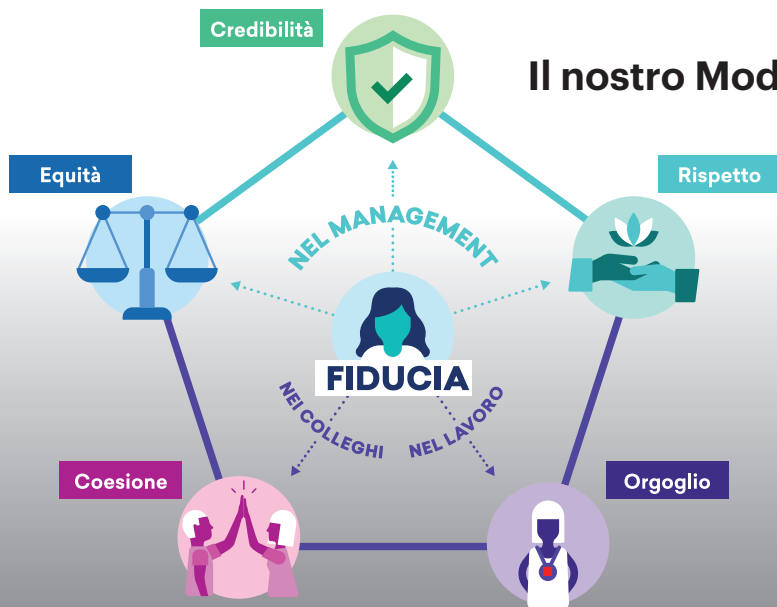 Credibilità
Il nostro Mod
Equità
Rispetto
NEL MANAGEMENT
FIDUCIA
NEI COLLEGHI
NEL LAVORO
Coesione
Orgoglio